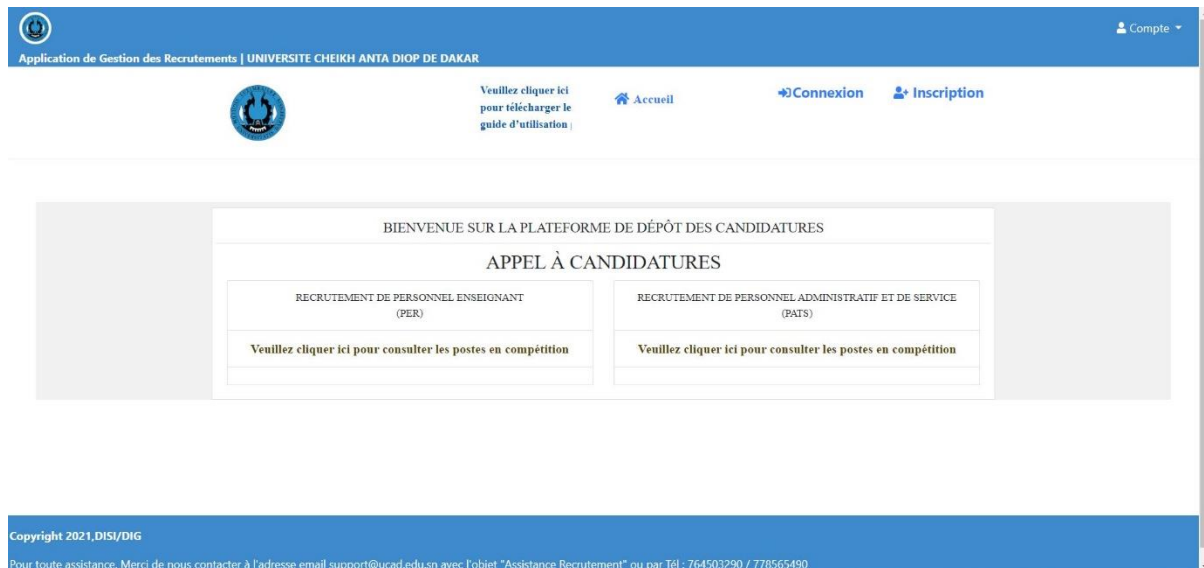 Compte
Application de Gestion des Recrutements | UNIVERSITE CHEIKH ANTA DIOP DE DAKAR
Veuillez cliquer ici
pour télécharger le
guide d'utilisation
Accueil
Connexion
Inscription
BIENVENUE SUR LA PLATEFORME DE DÉPÔT DES CANDIDATURES
APPEL À CANDIDATURES
RECRUTEMENT DE PERSONNEL ENSEIGNANT
(PER)
Veuillez cliquer ici pour consulter les postes en compétition
RECRUTEMENT DE PERSONNEL ADMINISTRATIF ET DE SERVICE
(PATS)
Veuillez cliquer ici pour consulter les postes en compétition
Copyright 2021,DISI/DIG
Pour toute assistance, Merci de nous contacter à l'adresse email support@ucad.edu.sn avec l'objet "Assistance Recrutement" ou par Tél : 764503290 / 778565490